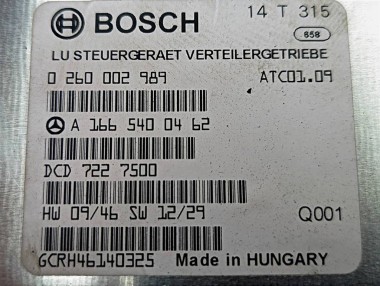 BOSCH 14 T 315
658
LU STEUERGERAET VERTEILERGETRIEBE
0 260 002 989 ATC01.09
A 166 540 04 62
DCD 722 7500
HW 09/46 SW 12/29 Q001
GCRH46140325 Made in HUNGARY